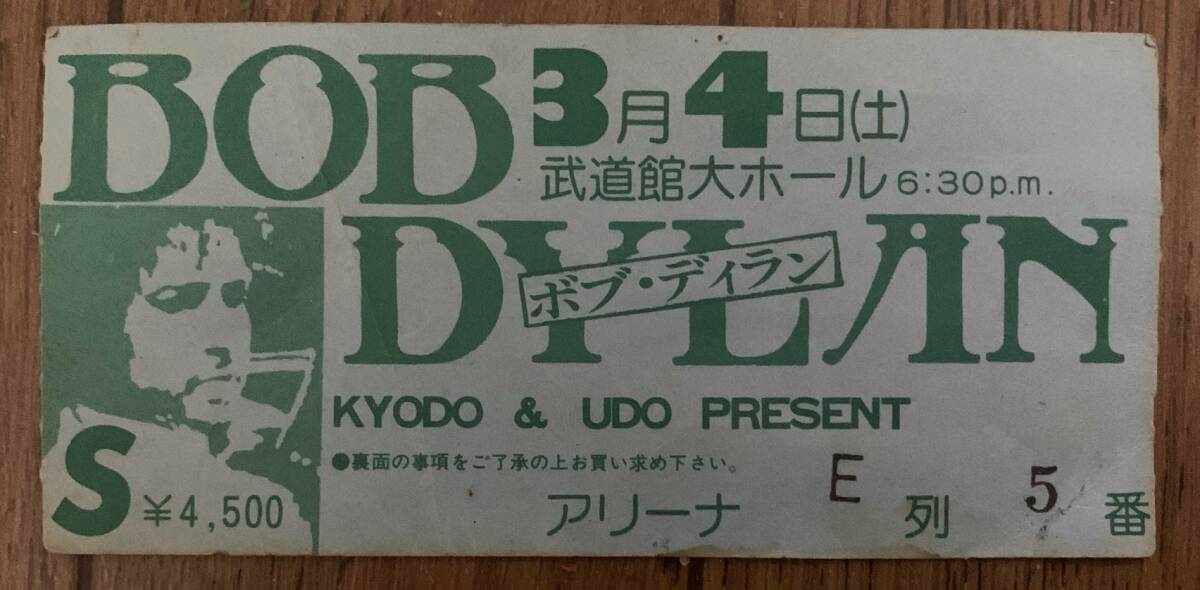 BOB 3月4日(土)
武道館大ホール 6:30p.m.
DYLAN
ボブ・ディラン
KYODO & UDO PRESENT
●裏面の事項をご了承の上お買い求め下さい。
S ¥4,500
アリーナ E 列 5 番